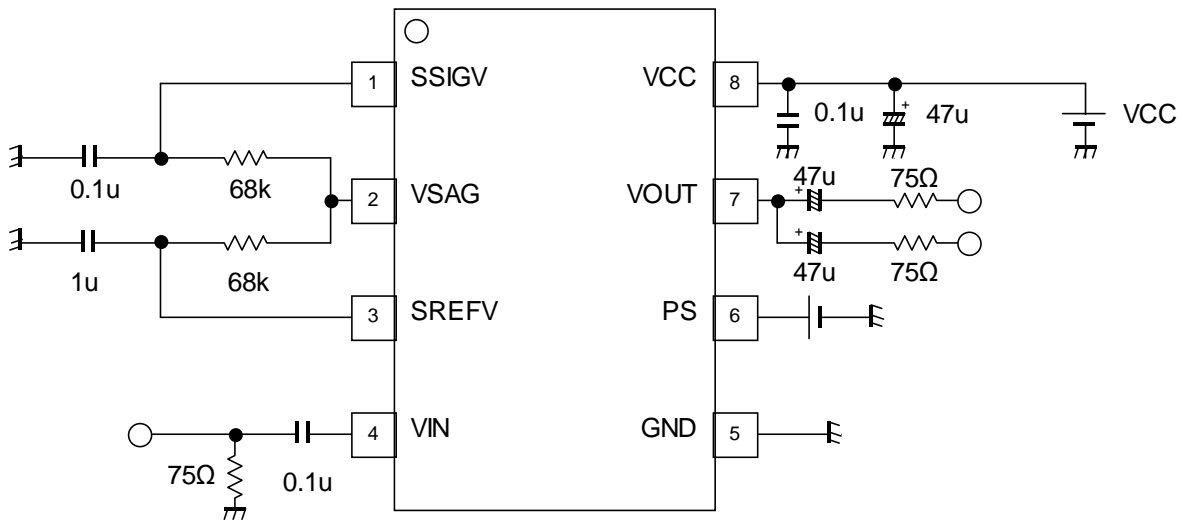 1 SSIGV VCC 8
0.1u 47u VCC
0.1u 68k
47u 75Ω
2 VSAG VOUT 7
1u 68k
47u 75Ω
3 SREFV PS 6
4 VIN GND 5
75Ω 0.1u